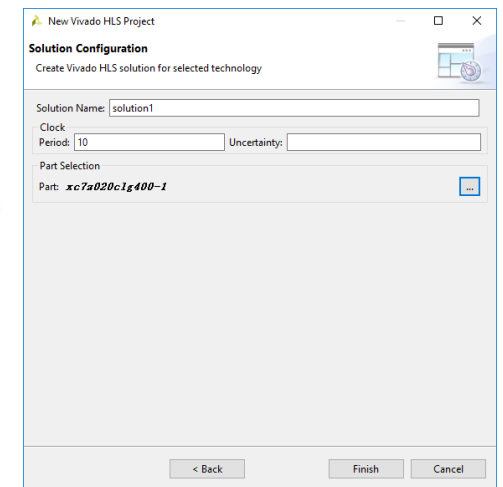 New Vivado HLS Project
Solution Configuration
Create Vivado HLS solution for selected technology
Solution Name: solution1
Clock
Period: 10 Uncertainty:
Part Selection
Part: xc7z020clg400-1 ...
< Back Finish Cancel